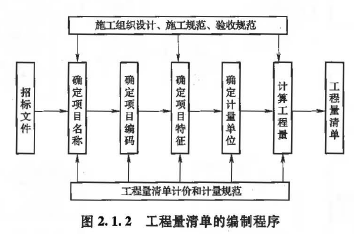 施工组织设计、施工规范、验收规范
招标文件
确定项目名称
确定项目编码
确定项目特征
确定计量单位
计算工程量
工程量清单
工程量清单计价和计量规范
图 2.1.2 工程量清单的编制程序